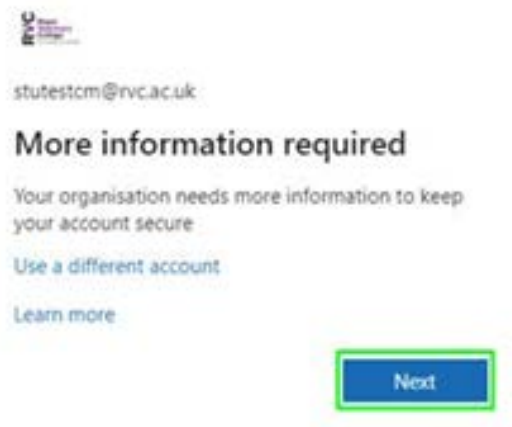 RVC
stutestcm@rvc.ac.uk
More information required
Your organisation needs more information to keep
your account secure
Use a different account
Learn more
Next